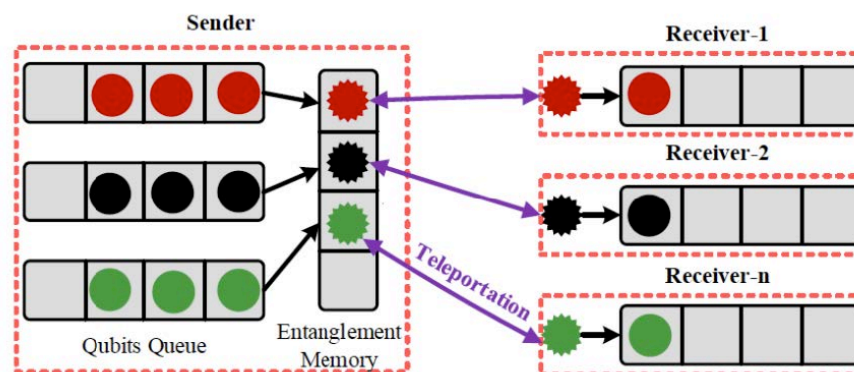 Sender
Receiver-1
Receiver-2
Receiver-n
Teleportation
Qubits Queue
Entanglement
Memory